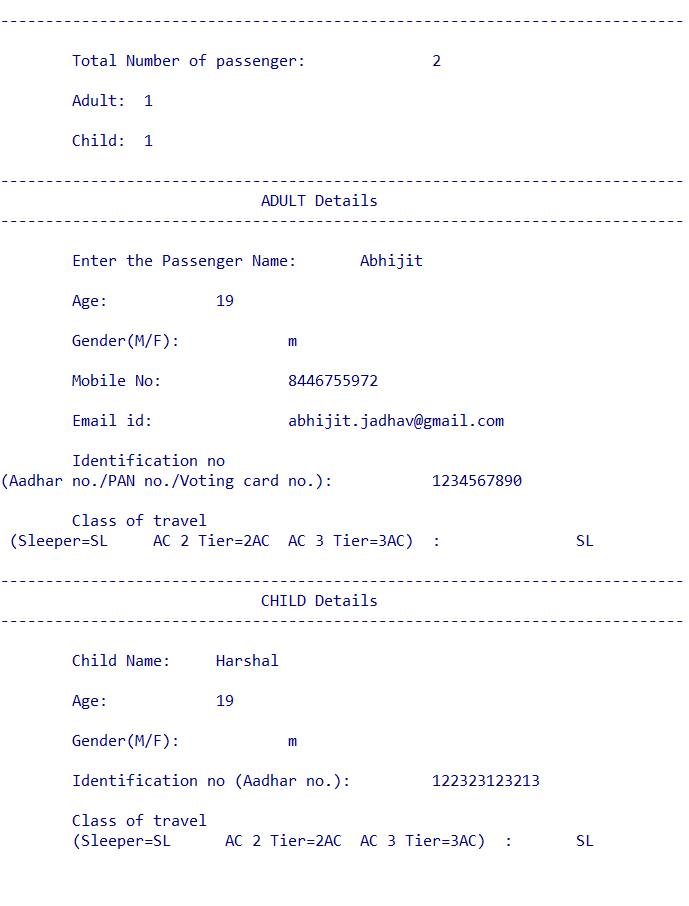 --------------------------------------------------------------------------------
Total Number of passenger: 2
Adult: 1
Child: 1
--------------------------------------------------------------------------------
ADULT Details
--------------------------------------------------------------------------------
Enter the Passenger Name: Abhijit
Age: 19
Gender(M/F): m
Mobile No: 8446755972
Email id: abhijit.jadhav@gmail.com
Identification no
(Aadhar no./PAN no./Voting card no.): 1234567890
Class of travel
(Sleeper=SL AC 2 Tier=2AC AC 3 Tier=3AC) : SL
--------------------------------------------------------------------------------
CHILD Details
--------------------------------------------------------------------------------
Child Name: Harshal
Age: 19
Gender(M/F): m
Identification no (Aadhar no.): 122323123213
Class of travel
(Sleeper=SL AC 2 Tier=2AC AC 3 Tier=3AC) : SL